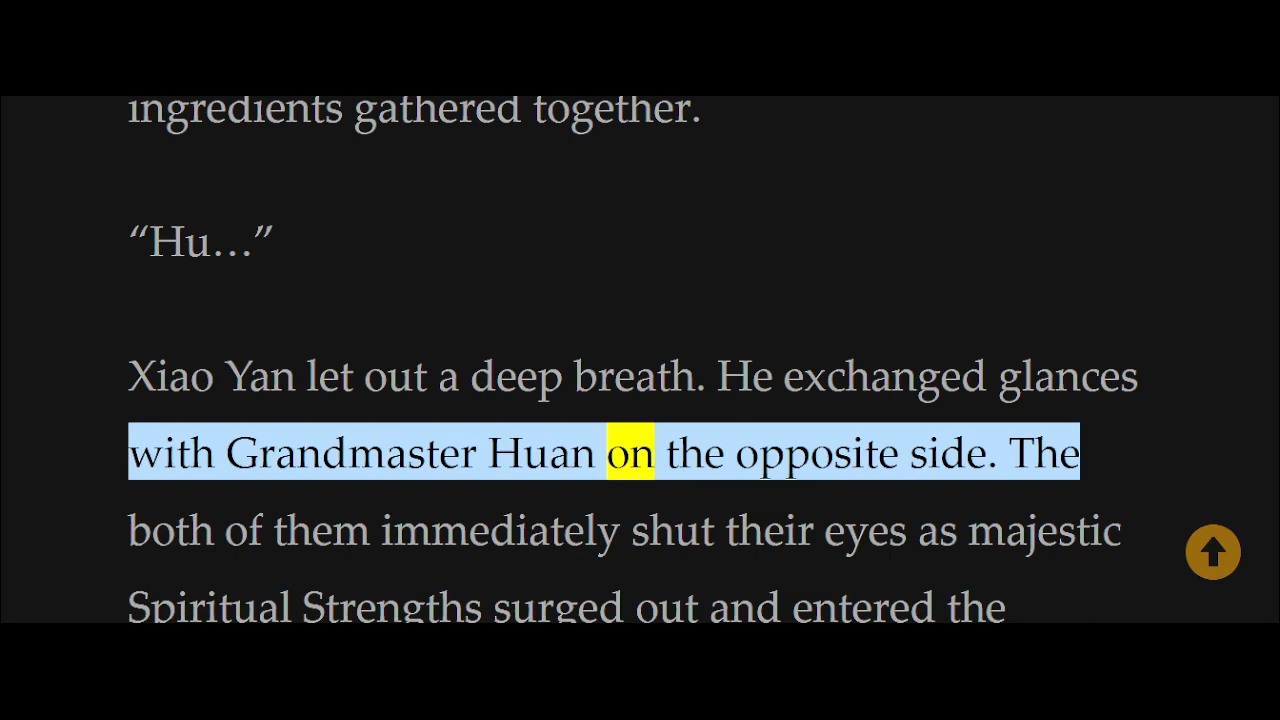 ingredients gathered together.
“Hu…”
Xiao Yan let out a deep breath. He exchanged glances
with Grandmaster Huan on the opposite side. The
both of them immediately shut their eyes as majestic
Spiritual Strengths surged out and entered the